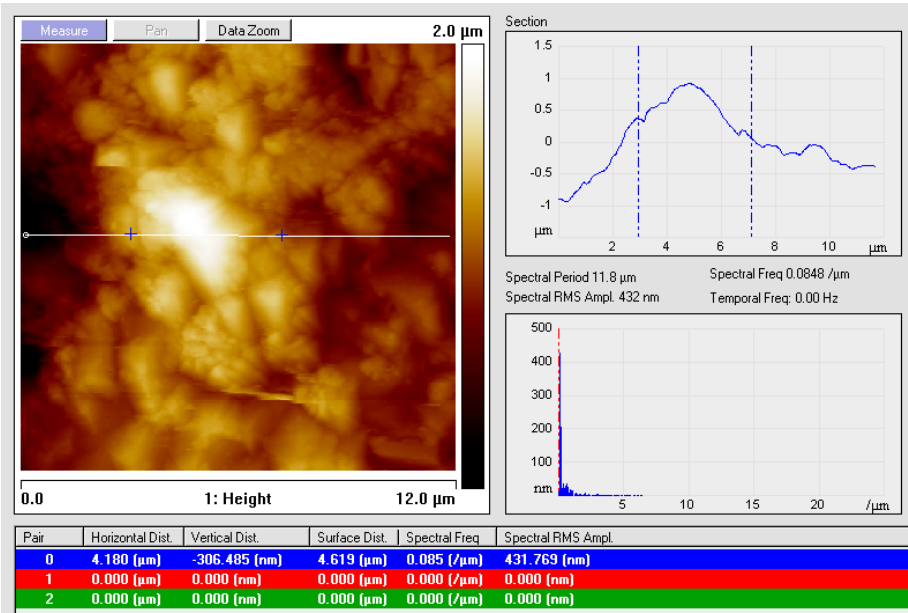 Measure Pan Data Zoom 2.0 µm
0.0 1: Height 12.0 µm
Section
1.5
1
0.5
0
-0.5
-1
µm
2 4 6 8 10 µm
Spectral Period 11.8 µm Spectral Freq 0.0848 /µm
Spectral RMS Ampl. 432 nm Temporal Freq: 0.00 Hz
500
400
300
200
100
nm
5 10 15 20 /µm
Pair Horizontal Dist. Vertical Dist. Surface Dist. Spectral Freq Spectral RMS Ampl.
0 4.180 (µm) -306.485 (nm) 4.619 (µm) 0.085 (/µm) 431.769 (nm)
1 0.000 (µm) 0.000 (nm) 0.000 (µm) 0.000 (/µm) 0.000 (nm)
2 0.000 (µm) 0.000 (nm) 0.000 (µm) 0.000 (/µm) 0.000 (nm)